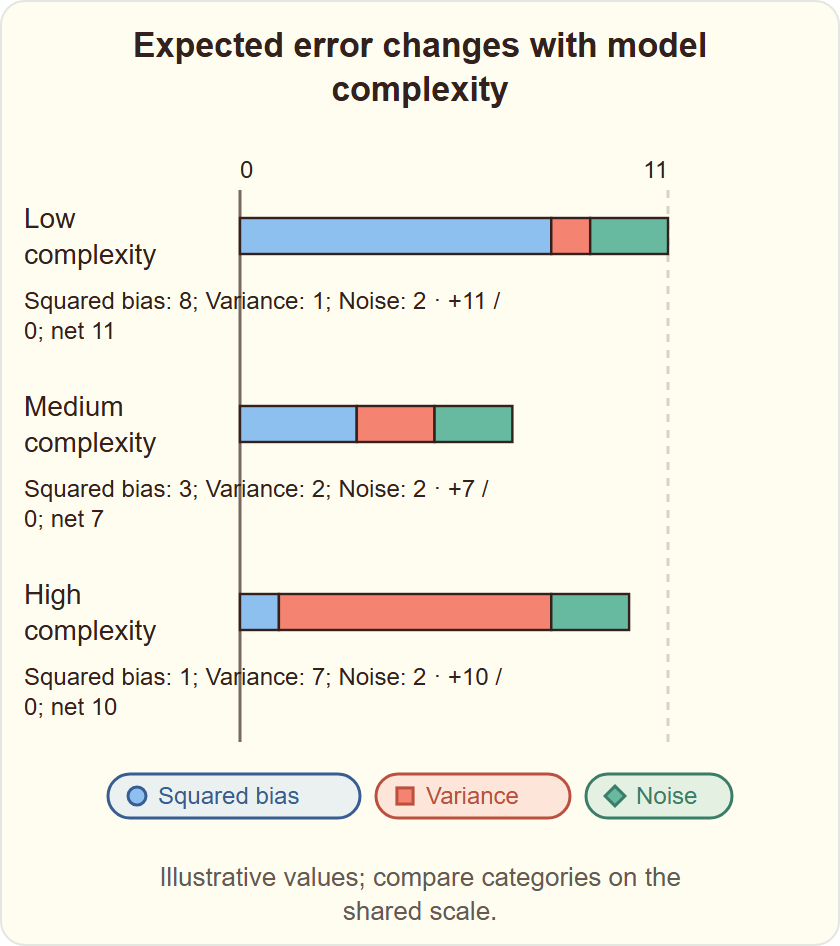 Expected error changes with model
complexity
0
11
Low
complexity
Squared bias: 8; Variance: 1; Noise: 2 · +11 /
0; net 11
Medium
complexity
Squared bias: 3; Variance: 2; Noise: 2 · +7 /
0; net 7
High
complexity
Squared bias: 1; Variance: 7; Noise: 2 · +10 /
0; net 10
Squared bias
Variance
Noise
Illustrative values; compare categories on the
shared scale.